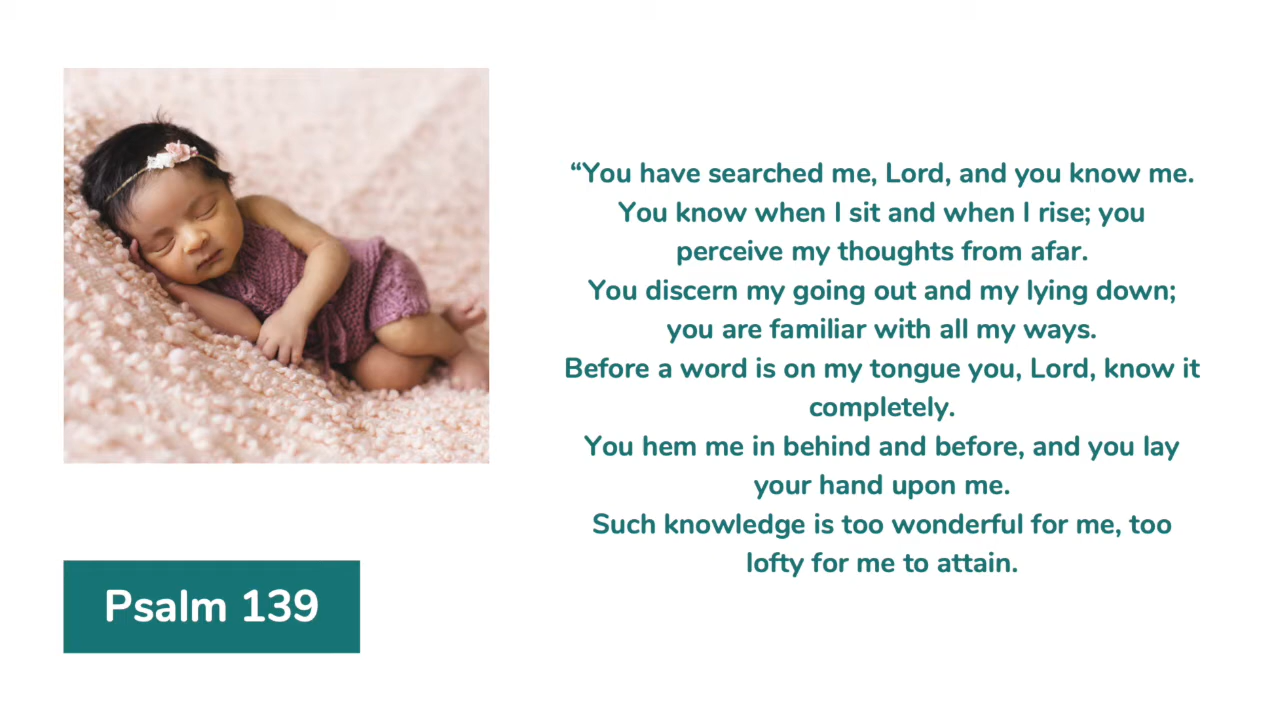 “You have searched me, Lord, and you know me.
You know when I sit and when I rise; you
perceive my thoughts from afar.
You discern my going out and my lying down;
you are familiar with all my ways.
Before a word is on my tongue you, Lord, know it
completely.
You hem me in behind and before, and you lay
your hand upon me.
Such knowledge is too wonderful for me, too
lofty for me to attain.
Psalm 139